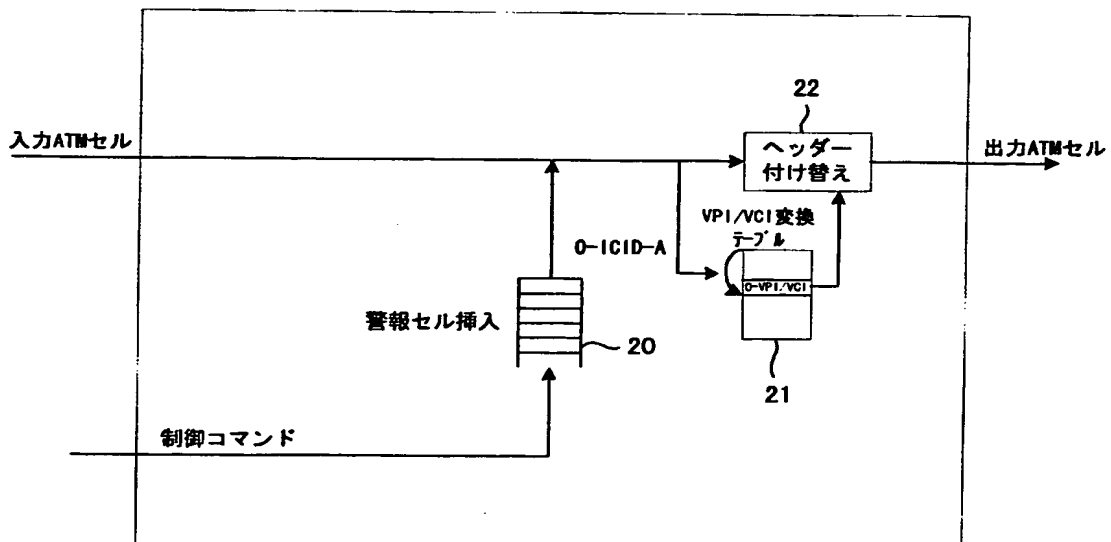 22
入力ATMセル
ヘッダー
付け替え
出力ATMセル
VPI/VCI変換
テーブル
O-ICID-A
O-VPI/VCI
警報セル挿入
20
21
制御コマンド